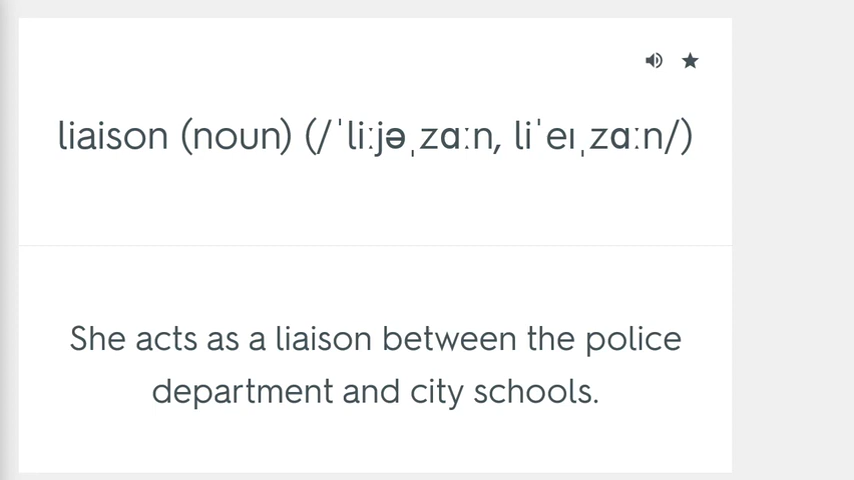 liaison (noun) (/ˈliːjəˌzɑːn, liˈeɪˌzɑːn/)
She acts as a liaison between the police
department and city schools.